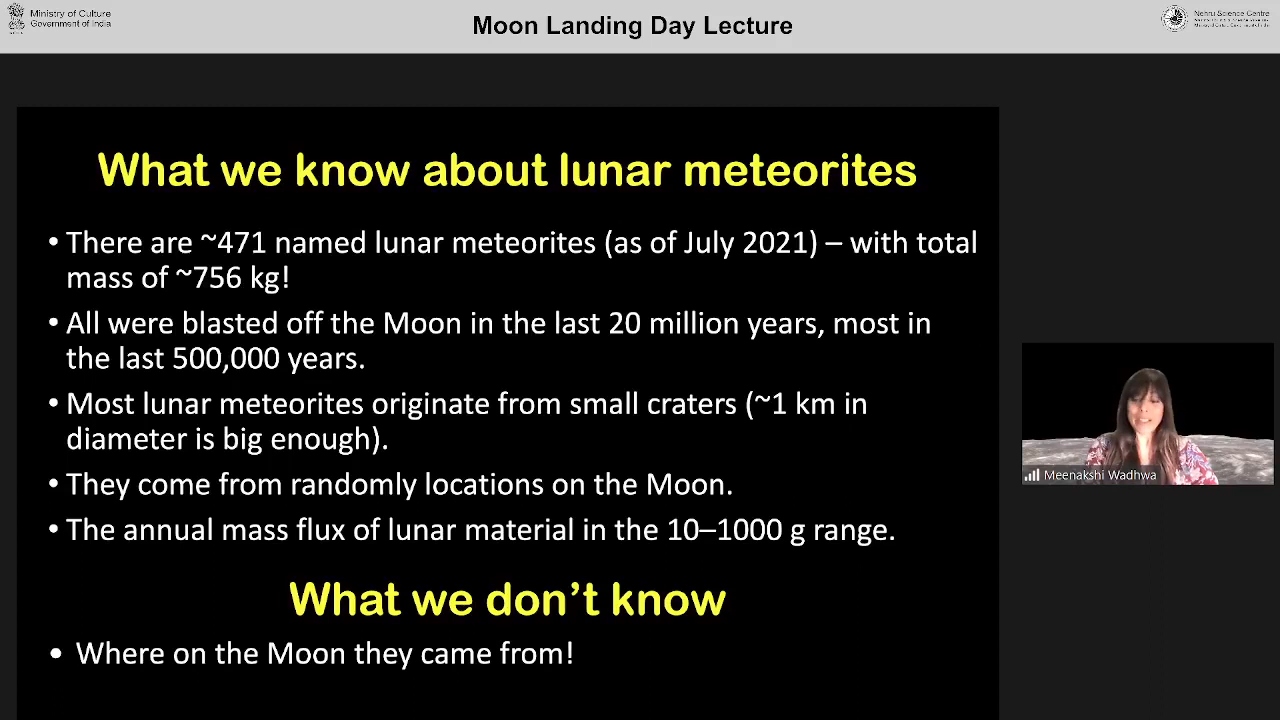 Ministry of Culture
Government of India
Moon Landing Day Lecture
Nehru Science Centre
What we know about lunar meteorites
• There are ~471 named lunar meteorites (as of July 2021) – with total
mass of ~756 kg!
• All were blasted off the Moon in the last 20 million years, most in
the last 500,000 years.
• Most lunar meteorites originate from small craters (~1 km in
diameter is big enough).
• They come from randomly locations on the Moon.
• The annual mass flux of lunar material in the 10–1000 g range.
What we don’t know
• Where on the Moon they came from!
Meenakshi Wadhwa